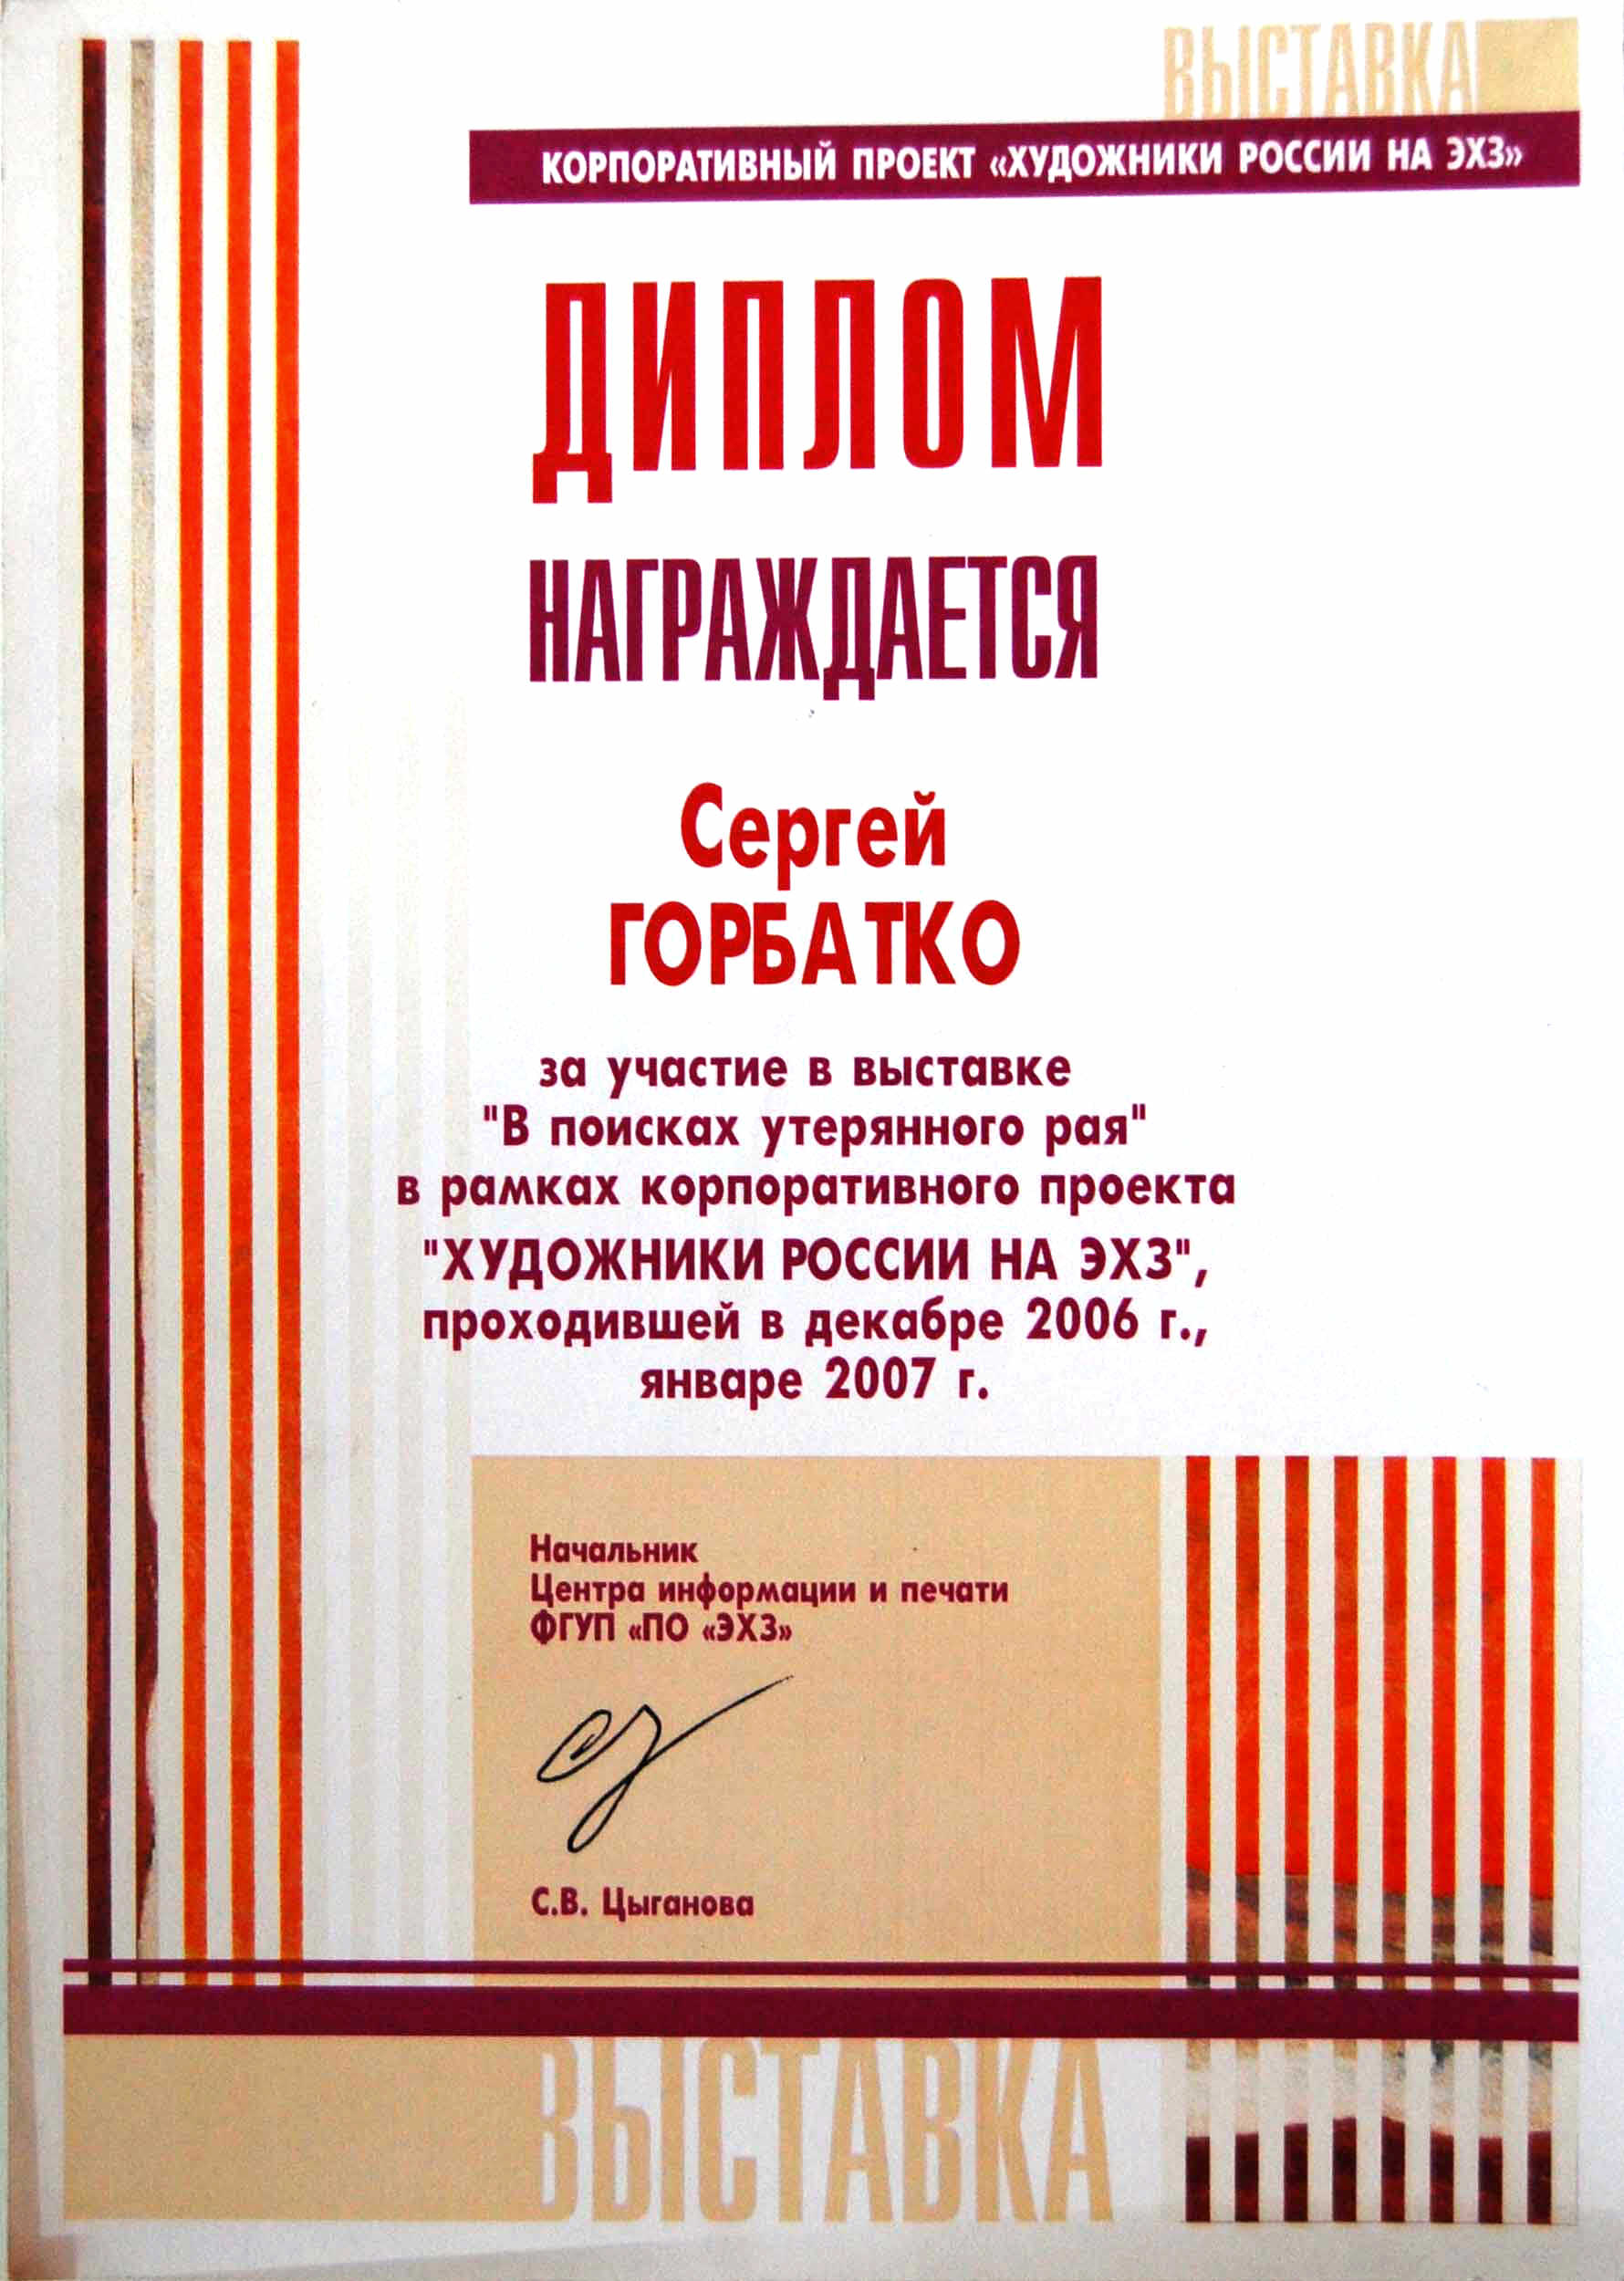 ВЫСТАВКА
КОРПОРАТИВНЫЙ ПРОЕКТ «ХУДОЖНИКИ РОССИИ НА ЭХЗ»
ДИПЛОМ
НАГРАЖДАЕТСЯ
Сергей
ГОРБАТКО
за участие в выставке
"В поисках утерянного рая"
в рамках корпоративного проекта
"ХУДОЖНИКИ РОССИИ НА ЭХЗ",
проходившей в декабре 2006 г.,
январе 2007 г.
Начальник
Центра информации и печати
ФГУП «ПО «ЭХЗ»
С.В. Цыганова
ВЫСТАВКА